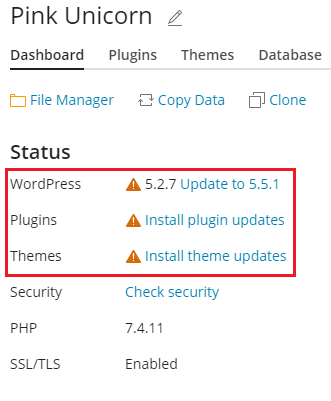 Pink Unicorn
Dashboard Plugins Themes Database
File Manager Copy Data Clone
Status
WordPress 5.2.7 Update to 5.5.1
Plugins Install plugin updates
Themes Install theme updates
Security Check security
PHP 7.4.11
SSL/TLS Enabled